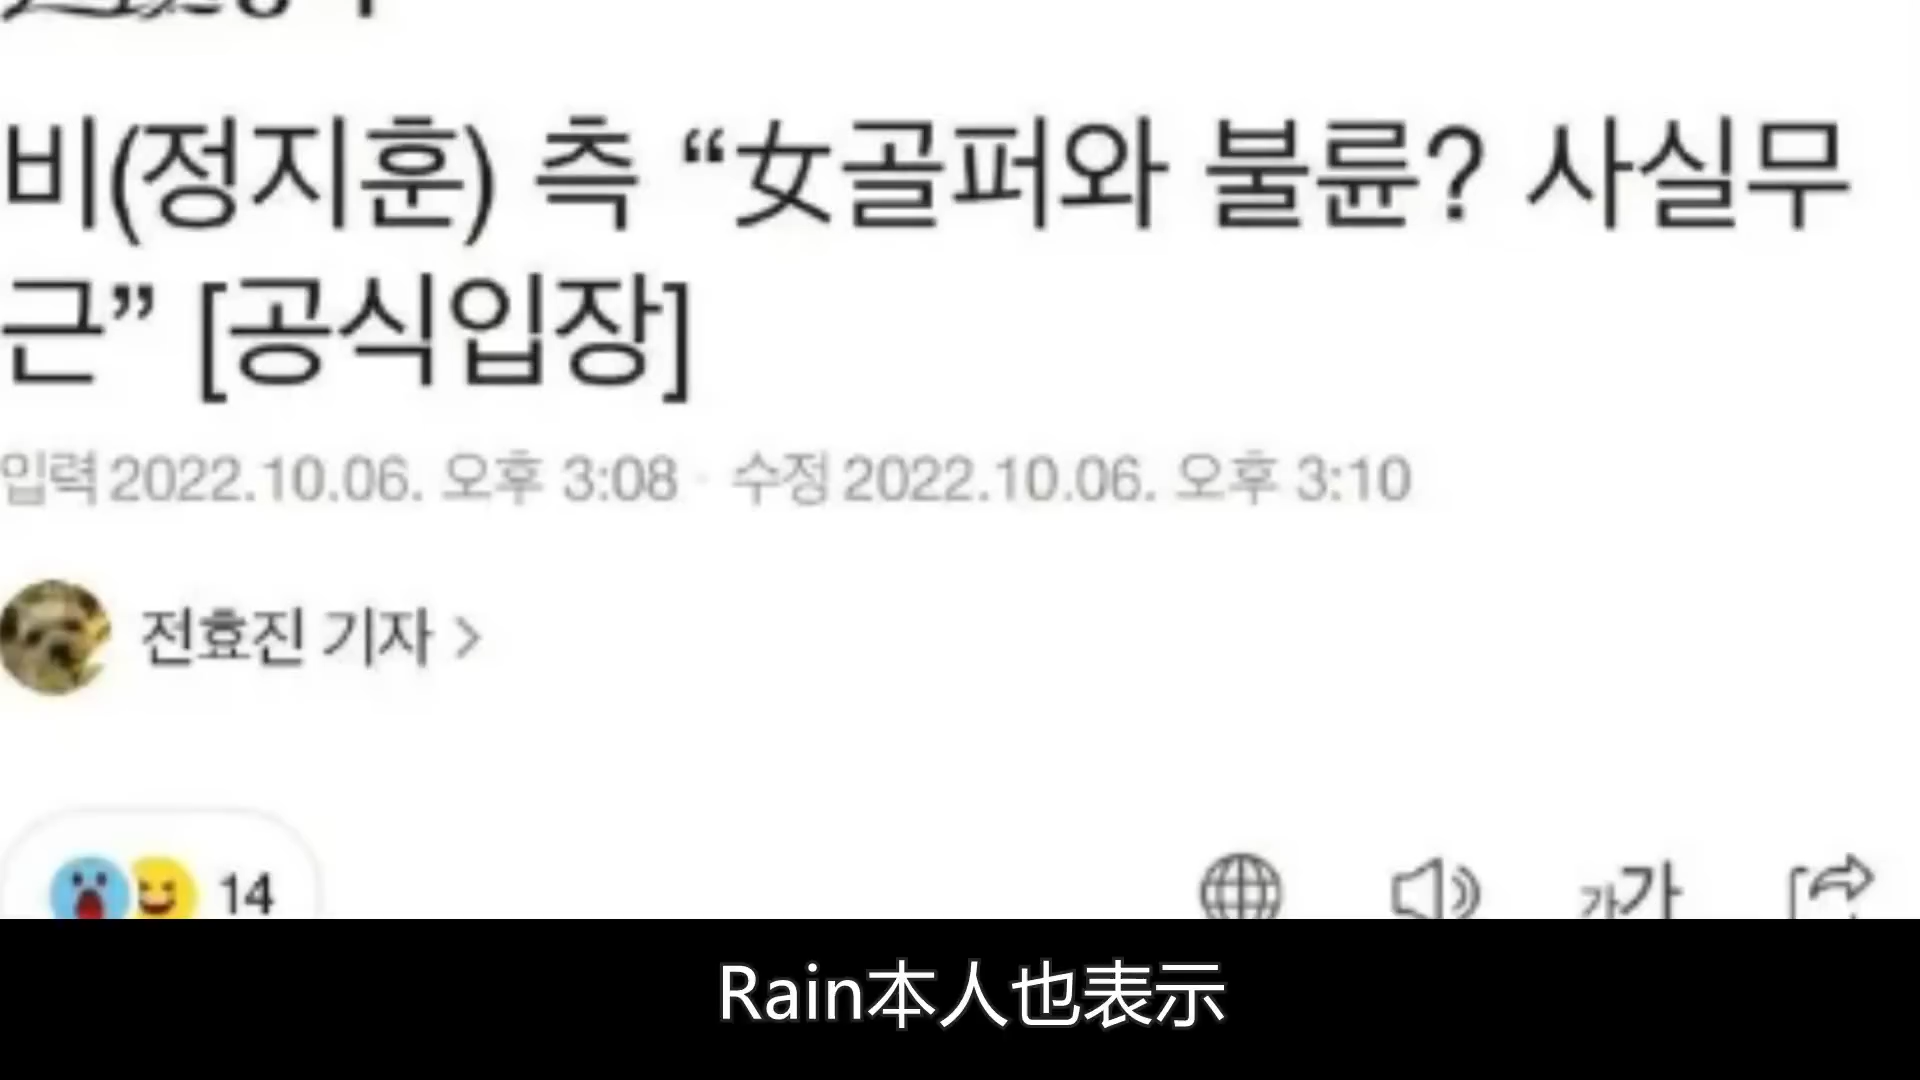 비(정지훈) 측 “女골퍼와 불륜? 사실무
근” [공식입장]
입력 2022.10.06. 오후 3:08 · 수정 2022.10.06. 오후 3:10
전효진 기자 >
14
가가
Rain本人也表示